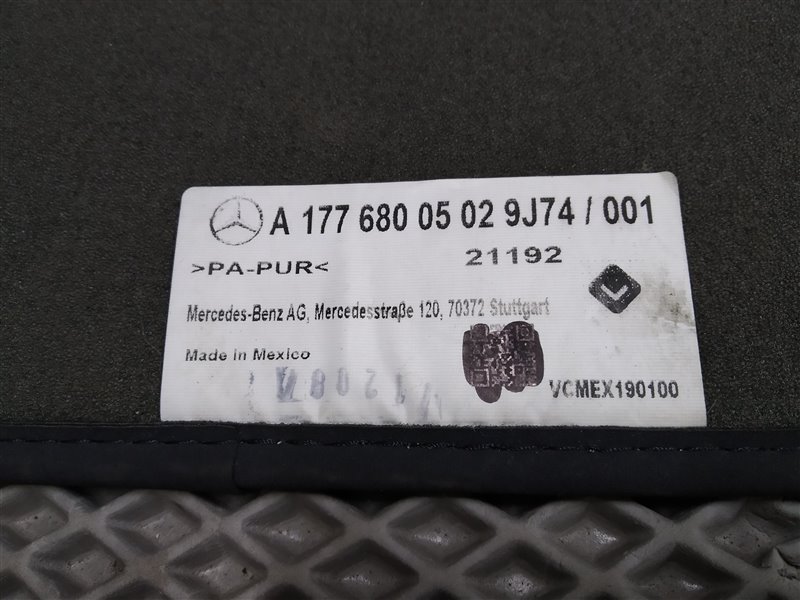 A 177 680 05 02 9J74 / 001
>PA-PUR< 21192
Mercedes-Benz AG, Mercedesstraße 120, 70372 Stuttgart
Made in Mexico
VCMEX190100